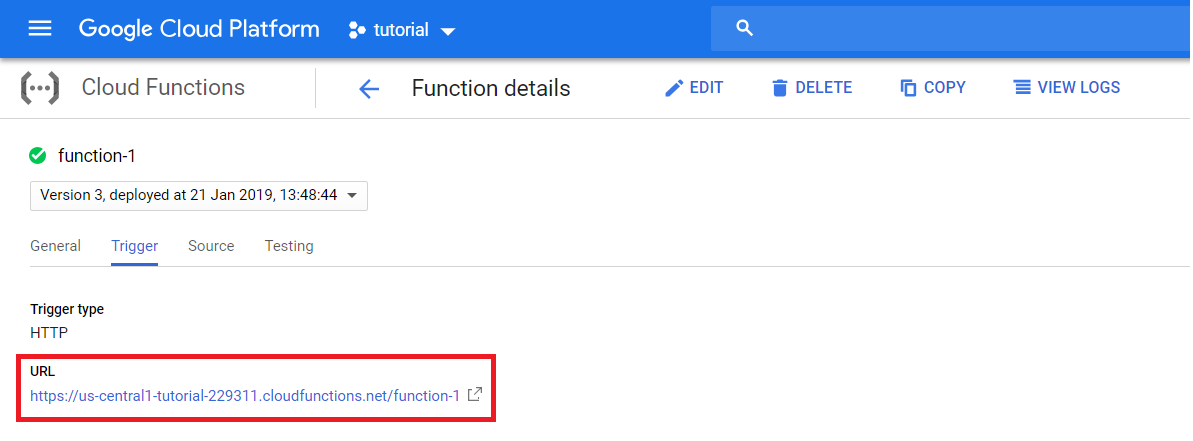 Google Cloud Platform tutorial
Cloud Functions Function details EDIT DELETE COPY VIEW LOGS
function-1
Version 3, deployed at 21 Jan 2019, 13:48:44
General Trigger Source Testing
Trigger type
HTTP
URL
https://us-central1-tutorial-229311.cloudfunctions.net/function-1